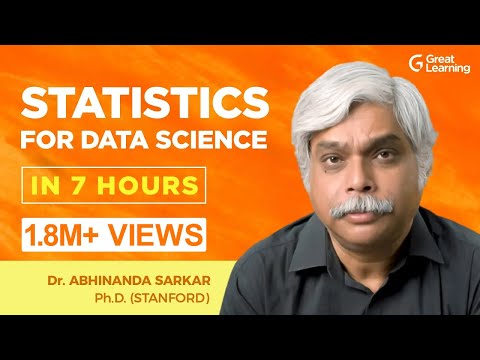 Great
Learning
STATISTICS
FOR DATA SCIENCE
IN 7 HOURS
1.8M+ VIEWS
Dr. ABHINANDA SARKAR
Ph.D. (STANFORD)